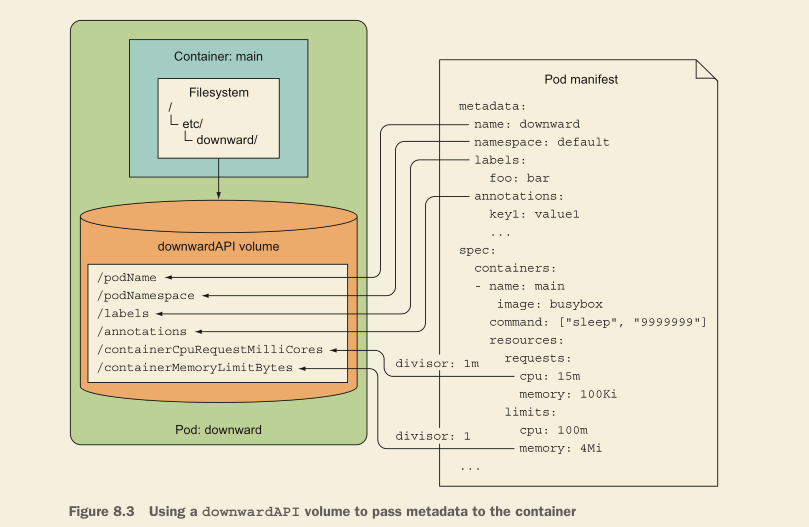 Container: main
Filesystem
/
etc/
downward/
downwardAPI volume
/podName
/podNamespace
/labels
/annotations
/containerCpuRequestMilliCores
/containerMemoryLimitBytes
Pod: downward
divisor: 1m
divisor: 1
Pod manifest
metadata:
name: downward
namespace: default
labels:
foo: bar
annotations:
key1: value1
...
spec:
containers:
- name: main
image: busybox
command: ["sleep", "9999999"]
resources:
requests:
cpu: 15m
memory: 100Ki
limits:
cpu: 100m
memory: 4Mi
...
Figure 8.3 Using a downwardAPI volume to pass metadata to the container